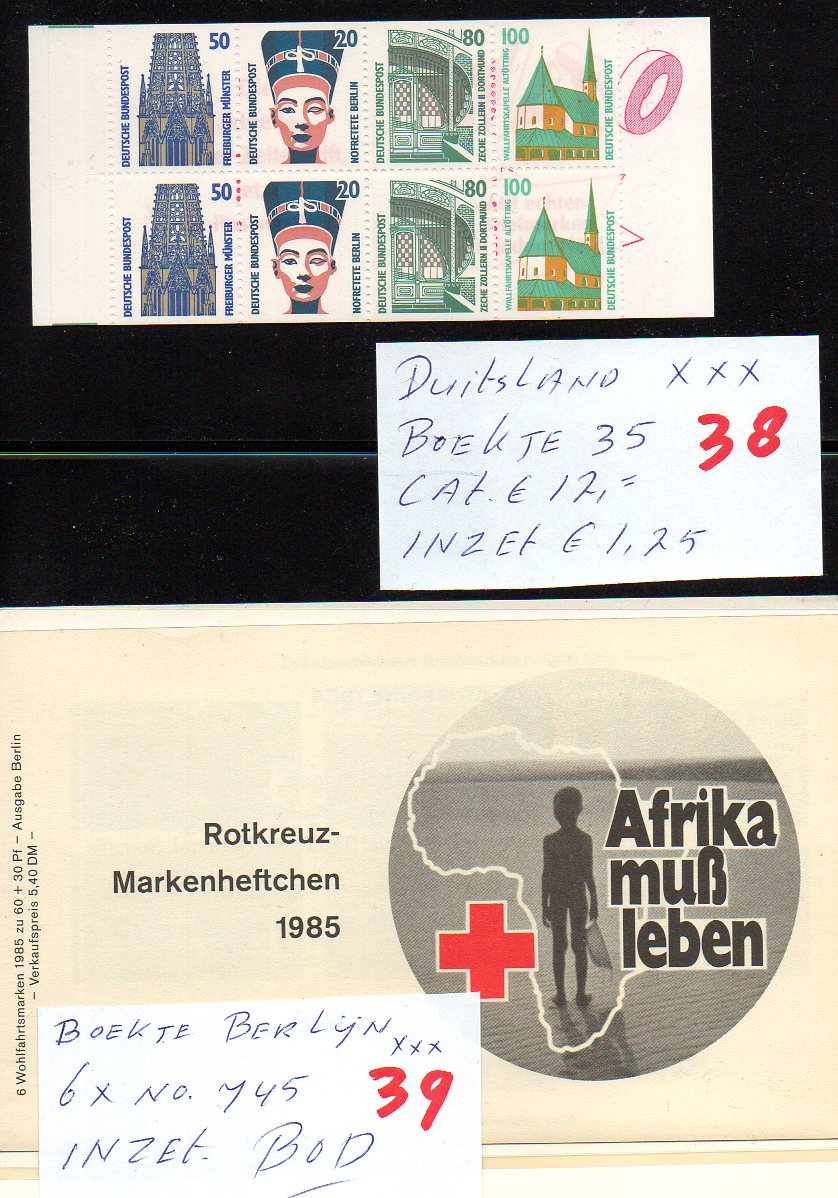 50
DEUTSCHE BUNDESPOST
FREIBURGER MÜNSTER
20
DEUTSCHE BUNDESPOST
NOFRETETE BERLIN
80
DEUTSCHE BUNDESPOST
ZECHE ZOLLERN II DORTMUND
100
WALLFAHRTSKAPELLE ALTÖTTING
DEUTSCHE BUNDESPOST
50
DEUTSCHE BUNDESPOST
FREIBURGER MÜNSTER
20
DEUTSCHE BUNDESPOST
NOFRETETE BERLIN
80
DEUTSCHE BUNDESPOST
ZECHE ZOLLERN II DORTMUND
100
WALLFAHRTSKAPELLE ALTÖTTING
DEUTSCHE BUNDESPOST
DUITSLAND XXX
BOEKJE 35 38
CAT. € 12,=
INZET € 1,25
6 Wohlfahrtsmarken 1985 zu 60 + 30 Pf – Ausgabe Berlin
– Verkaufspreis 5,40 DM –
Rotkreuz-
Markenheftchen
1985
Afrika
muß
leben
BOEKJE BERLIJN xxx
6 x NO. 745 39
INZET. BOD